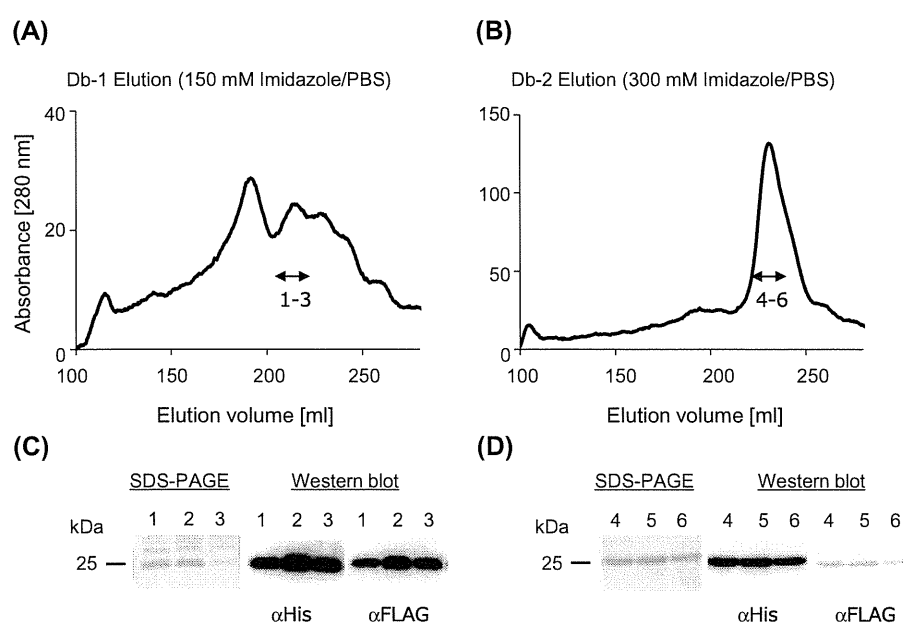 (A)
Db-1 Elution (150 mM Imidazole/PBS)
Absorbance [280 nm]
40
20
0
1-3
100 150 200 250
Elution volume [ml]
(B)
Db-2 Elution (300 mM Imidazole/PBS)
150
100
50
0
4-6
100 150 200 250
Elution volume [ml]
(C)
SDS-PAGE Western blot
kDa 1 2 3 1 2 3 1 2 3
25
αHis αFLAG
(D)
SDS-PAGE Western blot
kDa 4 5 6 4 5 6 4 5 6
25
αHis αFLAG